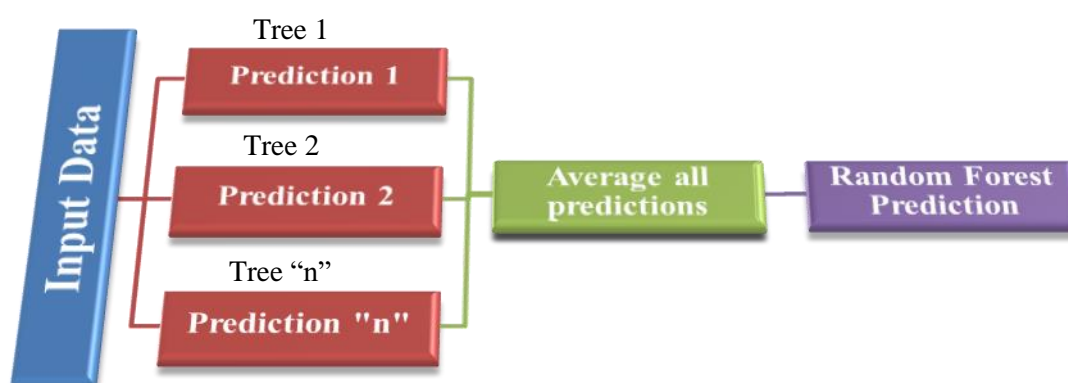 Input Data
Tree 1
Prediction 1
Tree 2
Prediction 2
Tree “n”
Prediction "n"
Average all
predictions
Random Forest
Prediction